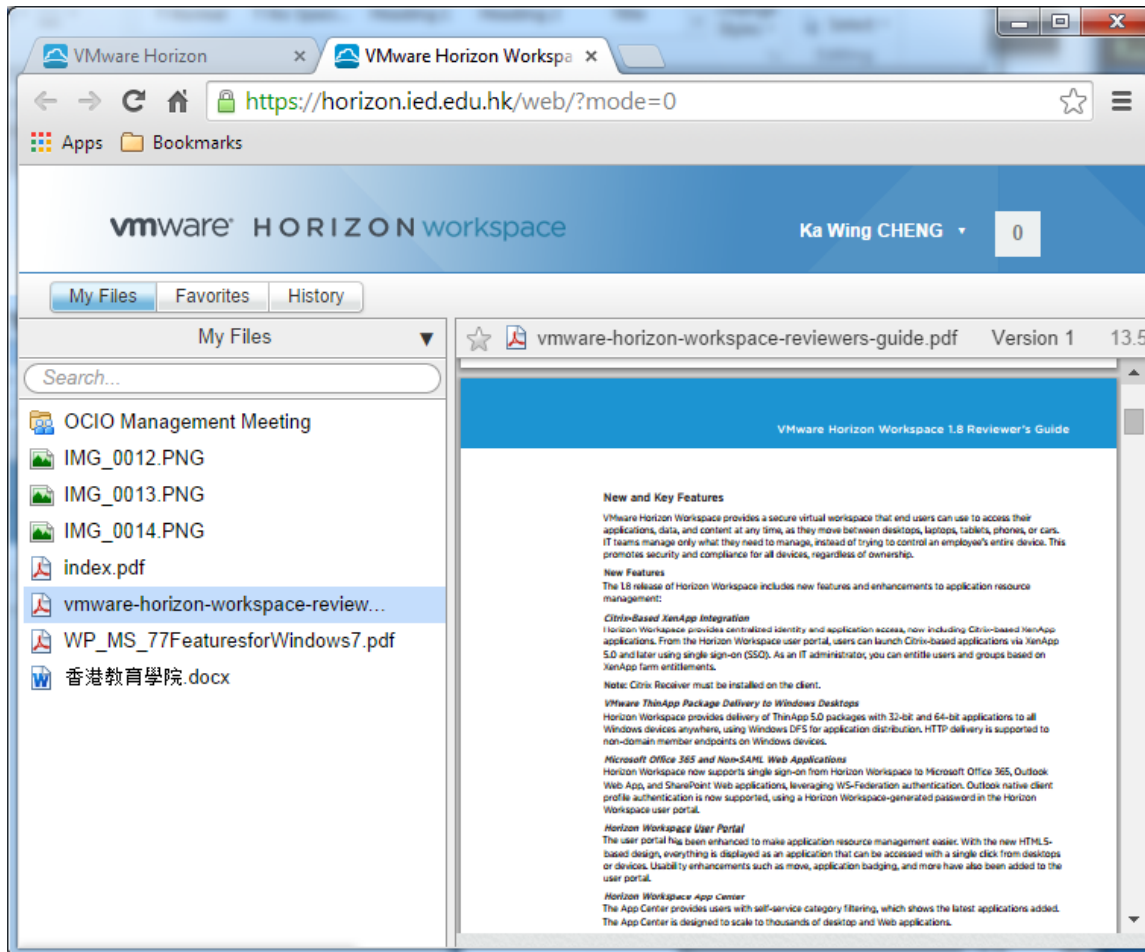 VMware Horizon
VMware Horizon Workspa
https://horizon.ied.edu.hk/web/?mode=0
Apps Bookmarks
vmware HORIZON workspace
Ka Wing CHENG 0
My Files Favorites History
My Files
Search...
OCIO Management Meeting
IMG_0012.PNG
IMG_0013.PNG
IMG_0014.PNG
index.pdf
vmware-horizon-workspace-review...
WP_MS_77FeaturesforWindows7.pdf
香港教育學院.docx
vmware-horizon-workspace-reviewers-guide.pdf Version 1 13.5
VMware Horizon Workspace 1.8 Reviewer's Guide
New and Key Features
VMware Horizon Workspace provides a secure virtual workspace that end users can use to access their
applications, data, and content at any time, as they move between desktops, laptops, tablets, phones, or cars.
IT teams manage only what they need to manage, instead of trying to control an employee's entire device. This
promotes security and compliance for all devices, regardless of ownership.
New Features
The 1.8 release of Horizon Workspace includes new features and enhancements to application resource
management:
Citrix-Based XenApp Integration
Horizon Workspace provides centralized identity and application access, now including Citrix-based XenApp
applications. From the Horizon Workspace user portal, users can launch Citrix-based applications via XenApp
5.0 and later using single sign-on (SSO). As an IT administrator, you can entitle users and groups based on
XenApp farm entitlements.
Note: Citrix Receiver must be installed on the client.
VMware ThinApp Package Delivery to Windows Desktops
Horizon Workspace provides delivery of ThinApp 5.0 packages with 32-bit and 64-bit applications to all
Windows devices anywhere, using Windows DFS for application distribution. HTTP delivery is supported to
non-domain member endpoints on Windows devices.
Microsoft Office 365 and Non-SAML Web Applications
Horizon Workspace now supports single sign-on from Horizon Workspace to Microsoft Office 365, Outlook
Web App, and SharePoint Web applications, leveraging WS-Federation authentication. Outlook native client
profile authentication is now supported, using a Horizon Workspace-generated password in the Horizon
Workspace user portal.
Horizon Workspace User Portal
The user portal has been enhanced to make application resource management easier. With the new HTML5-
based design, everything is displayed as an application that can be accessed with a single click from desktops
or devices. Usability enhancements such as move, application badging, and more have also been added to the
user portal.
Horizon Workspace App Center
The App Center provides users with self-service category filtering, which shows the latest applications added.
The App Center is designed to scale to thousands of desktop and Web applications.